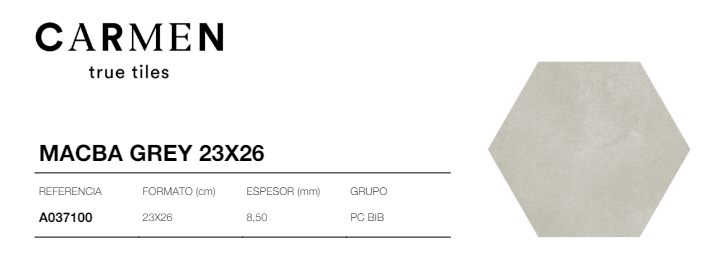 CARMEN
true tiles
MACBA GREY 23X26
REFERENCIA FORMATO (cm) ESPESOR (mm) GRUPO
A037100 23X26 8,50 PC BIB